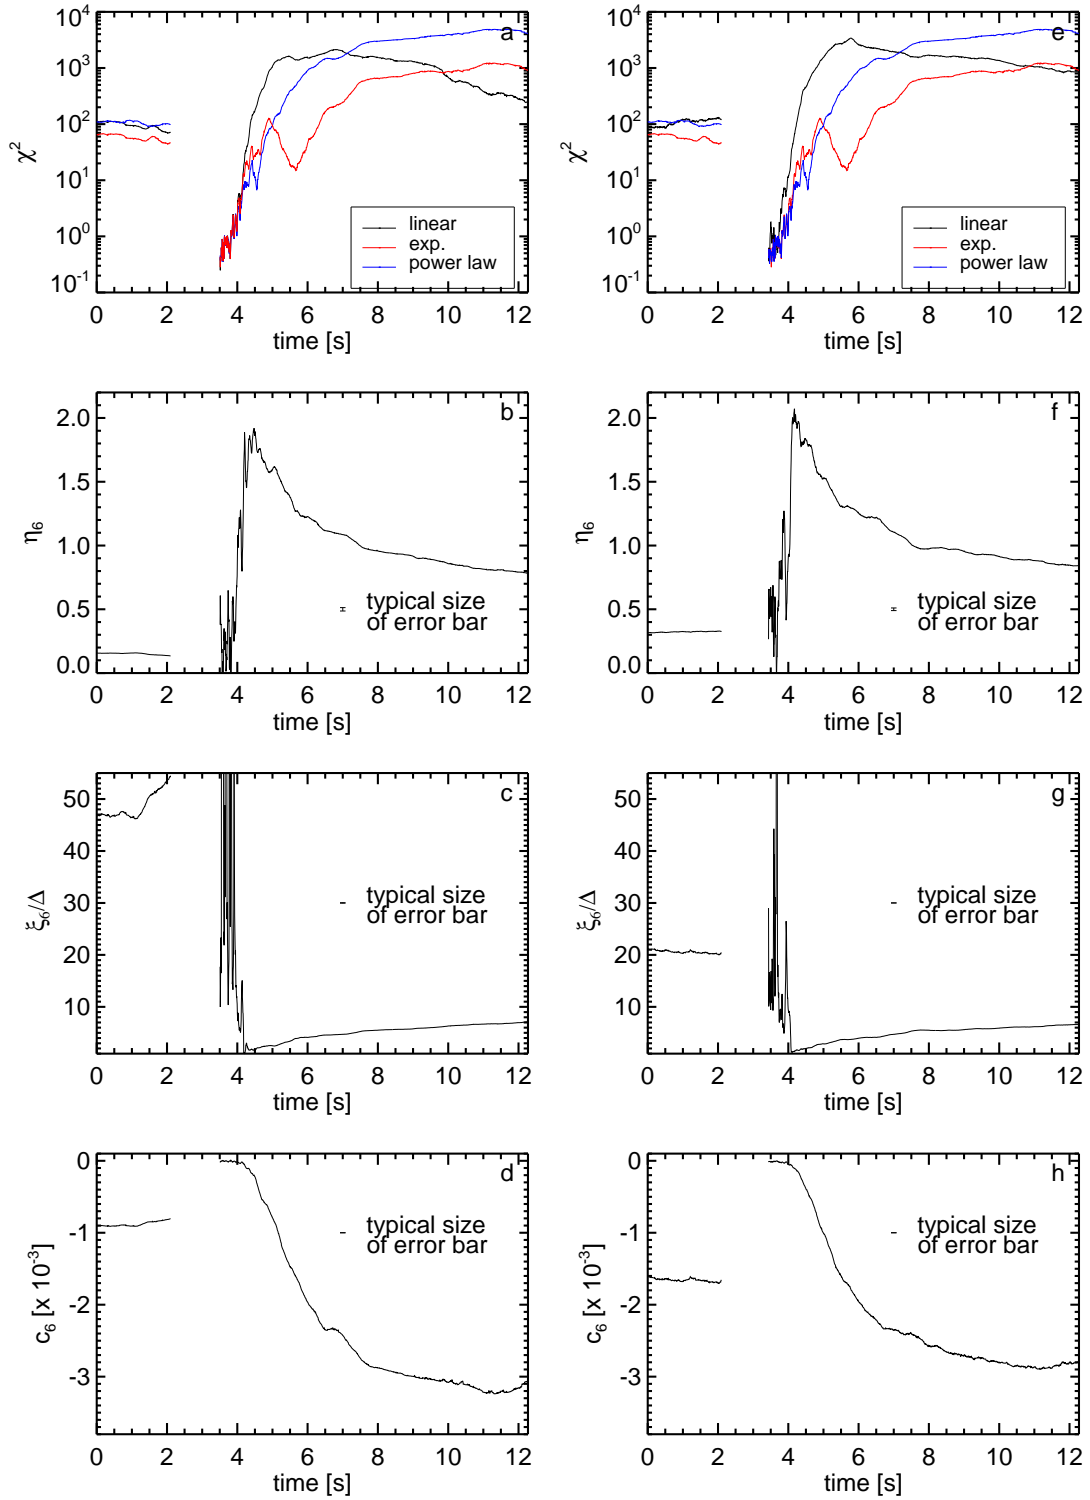 a
10⁴
10³
10²
10¹
10⁰
10⁻¹
χ²
linear
exp.
power law
0 2 4 6 8 10 12
time [s]
e
10⁴
10³
10²
10¹
10⁰
10⁻¹
χ²
linear
exp.
power law
0 2 4 6 8 10 12
time [s]
b
2.0
1.5
1.0
0.5
0.0
η₆
typical size
of error bar
0 2 4 6 8 10 12
time [s]
f
2.0
1.5
1.0
0.5
0.0
η₆
typical size
of error bar
0 2 4 6 8 10 12
time [s]
c
50
40
30
20
10
ξ₆/Δ
typical size
of error bar
0 2 4 6 8 10 12
time [s]
g
50
40
30
20
10
ξ₆/Δ
typical size
of error bar
0 2 4 6 8 10 12
time [s]
d
0
-1
-2
-3
c₆ [x 10⁻³]
typical size
of error bar
0 2 4 6 8 10 12
time [s]
h
0
-1
-2
-3
c₆ [x 10⁻³]
typical size
of error bar
0 2 4 6 8 10 12
time [s]